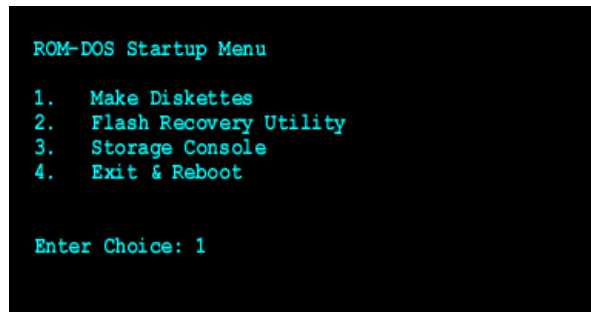 ROM-DOS Startup Menu
1. Make Diskettes
2. Flash Recovery Utility
3. Storage Console
4. Exit & Reboot
Enter Choice: 1